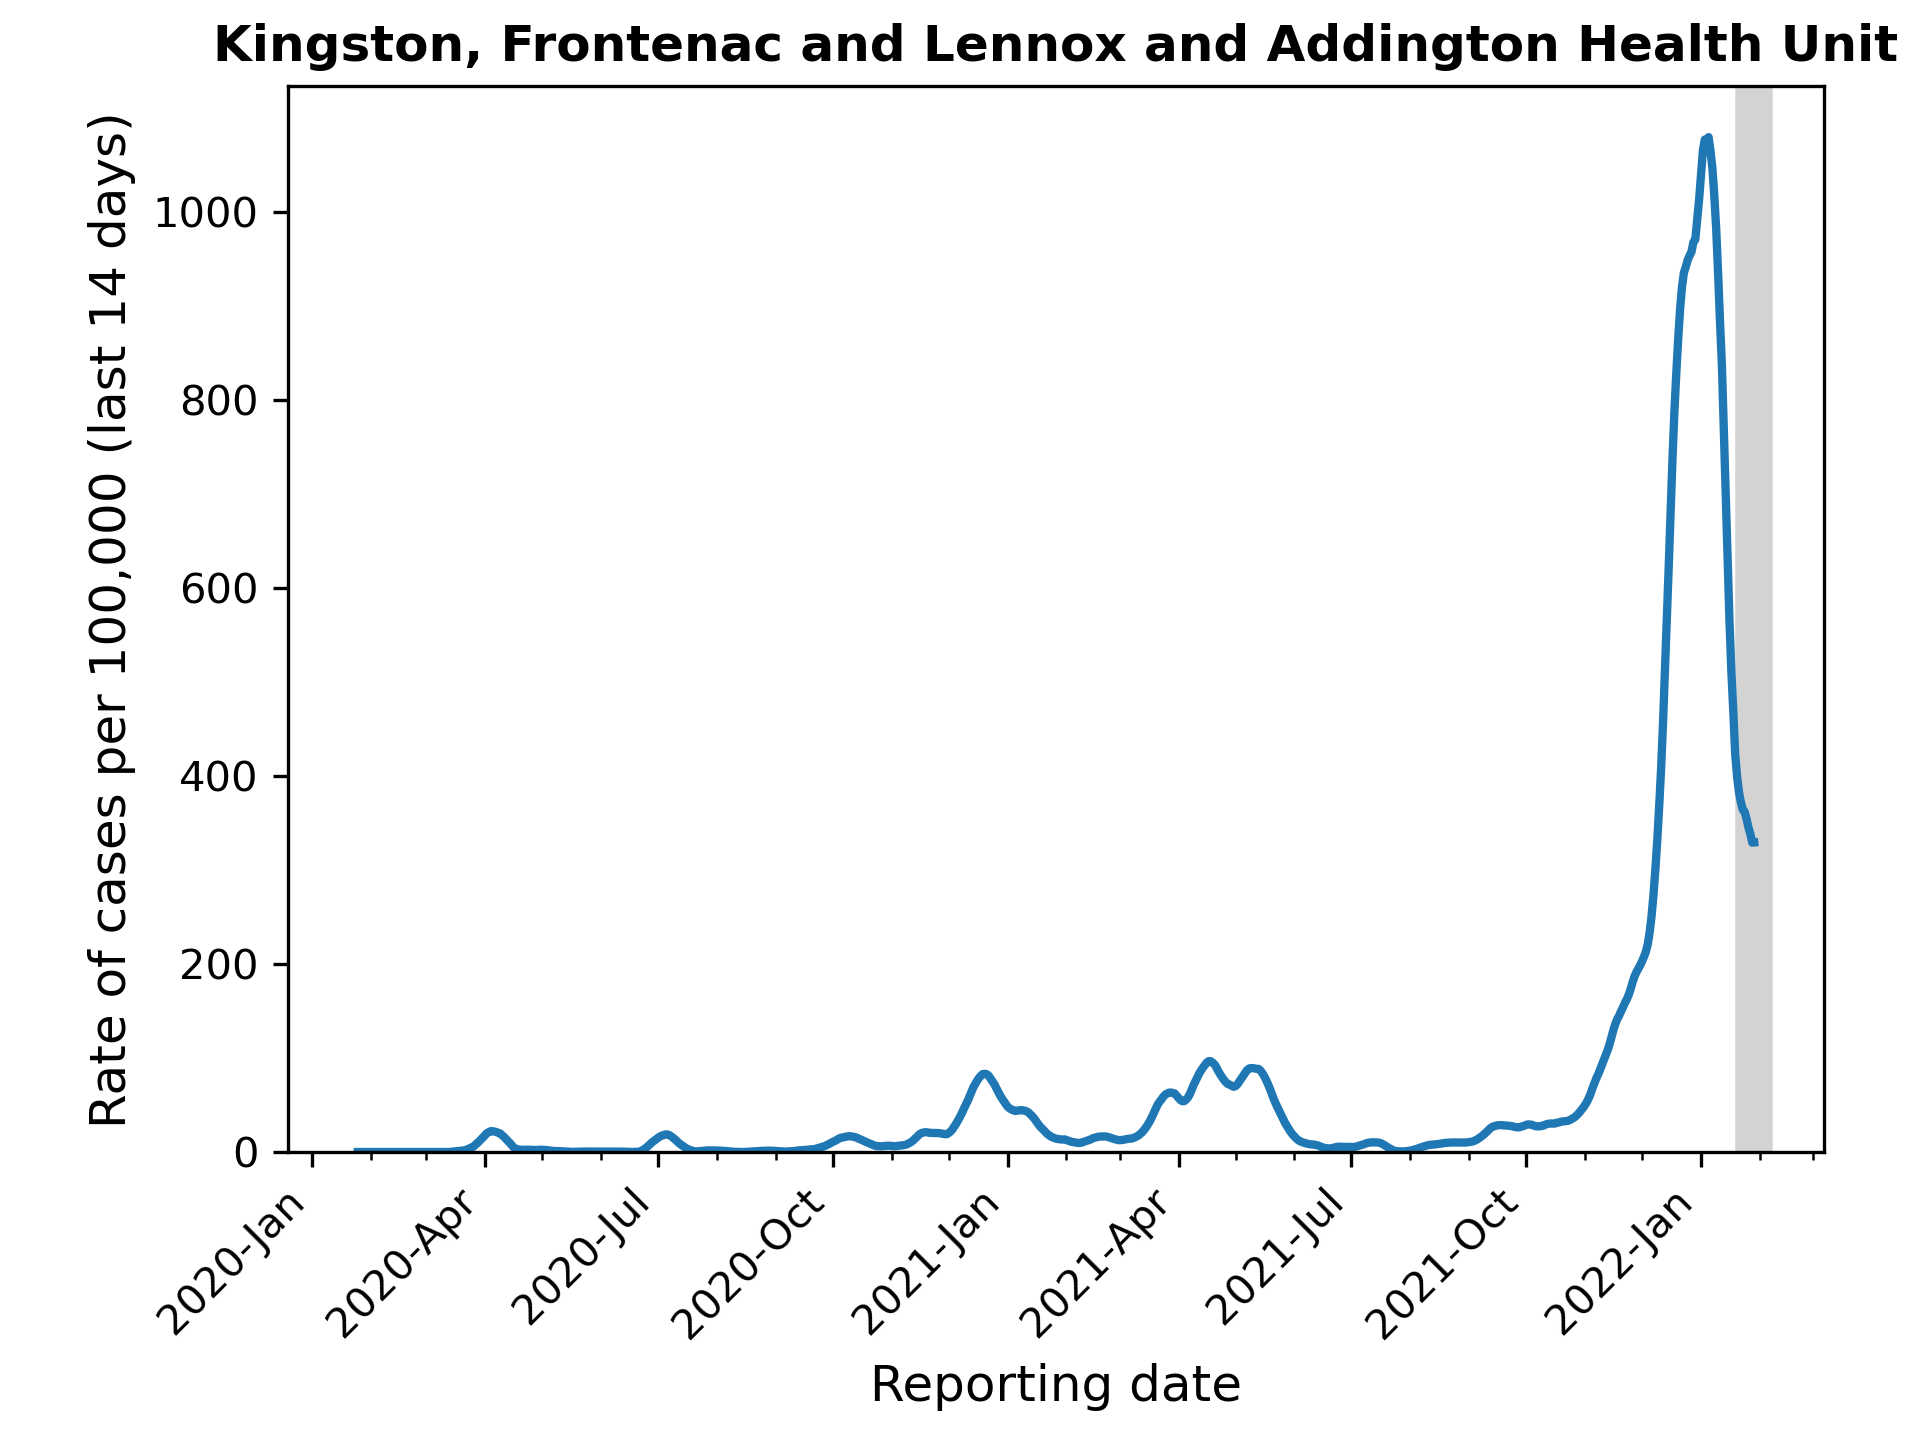 Kingston, Frontenac and Lennox and Addington Health Unit
Rate of cases per 100,000 (last 14 days)
1000
800
600
400
200
0
2020-Jan
2020-Apr
2020-Jul
2020-Oct
2021-Jan
2021-Apr
2021-Jul
2021-Oct
2022-Jan
Reporting date